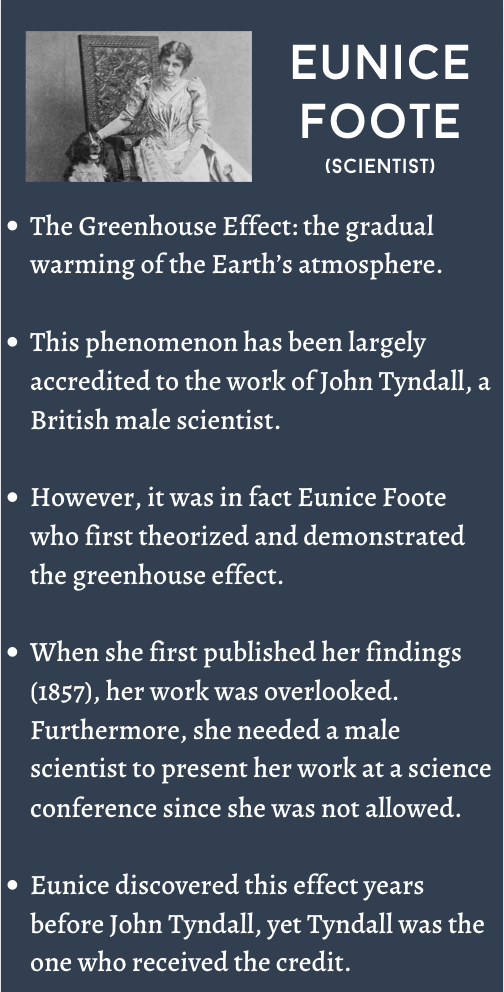 EUNICE
FOOTE
(SCIENTIST)
• The Greenhouse Effect: the gradual
warming of the Earth's atmosphere.
• This phenomenon has been largely
accredited to the work of John Tyndall, a
British male scientist.
• However, it was in fact Eunice Foote
who first theorized and demonstrated
the greenhouse effect.
• When she first published her findings
(1857), her work was overlooked.
Furthermore, she needed a male
scientist to present her work at a science
conference since she was not allowed.
• Eunice discovered this effect years
before John Tyndall, yet Tyndall was the
one who received the credit.